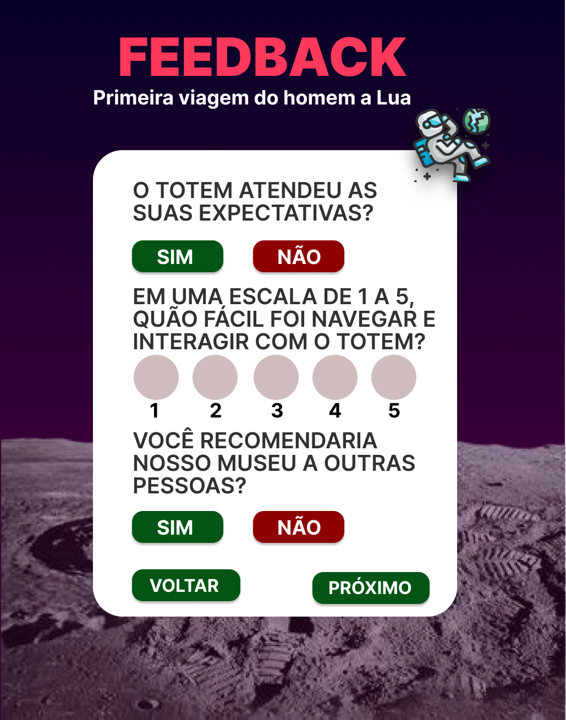 FEEDBACK
Primeira viagem do homem a Lua
O TOTEM ATENDEU AS
SUAS EXPECTATIVAS?
SIM NÃO
EM UMA ESCALA DE 1 A 5,
QUÃO FÁCIL FOI NAVEGAR E
INTERAGIR COM O TOTEM?
1 2 3 4 5
VOCÊ RECOMENDARIA
NOSSO MUSEU A OUTRAS
PESSOAS?
SIM NÃO
VOLTAR PRÓXIMO